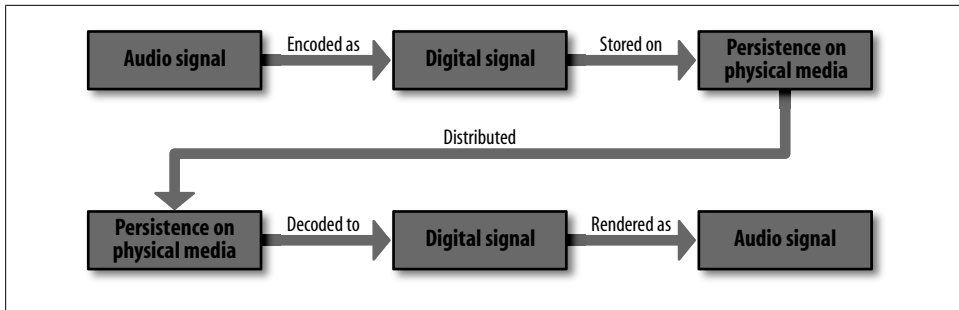 Audio signal
Encoded as
Digital signal
Stored on
Persistence on
physical media
Distributed
Persistence on
physical media
Decoded to
Digital signal
Rendered as
Audio signal